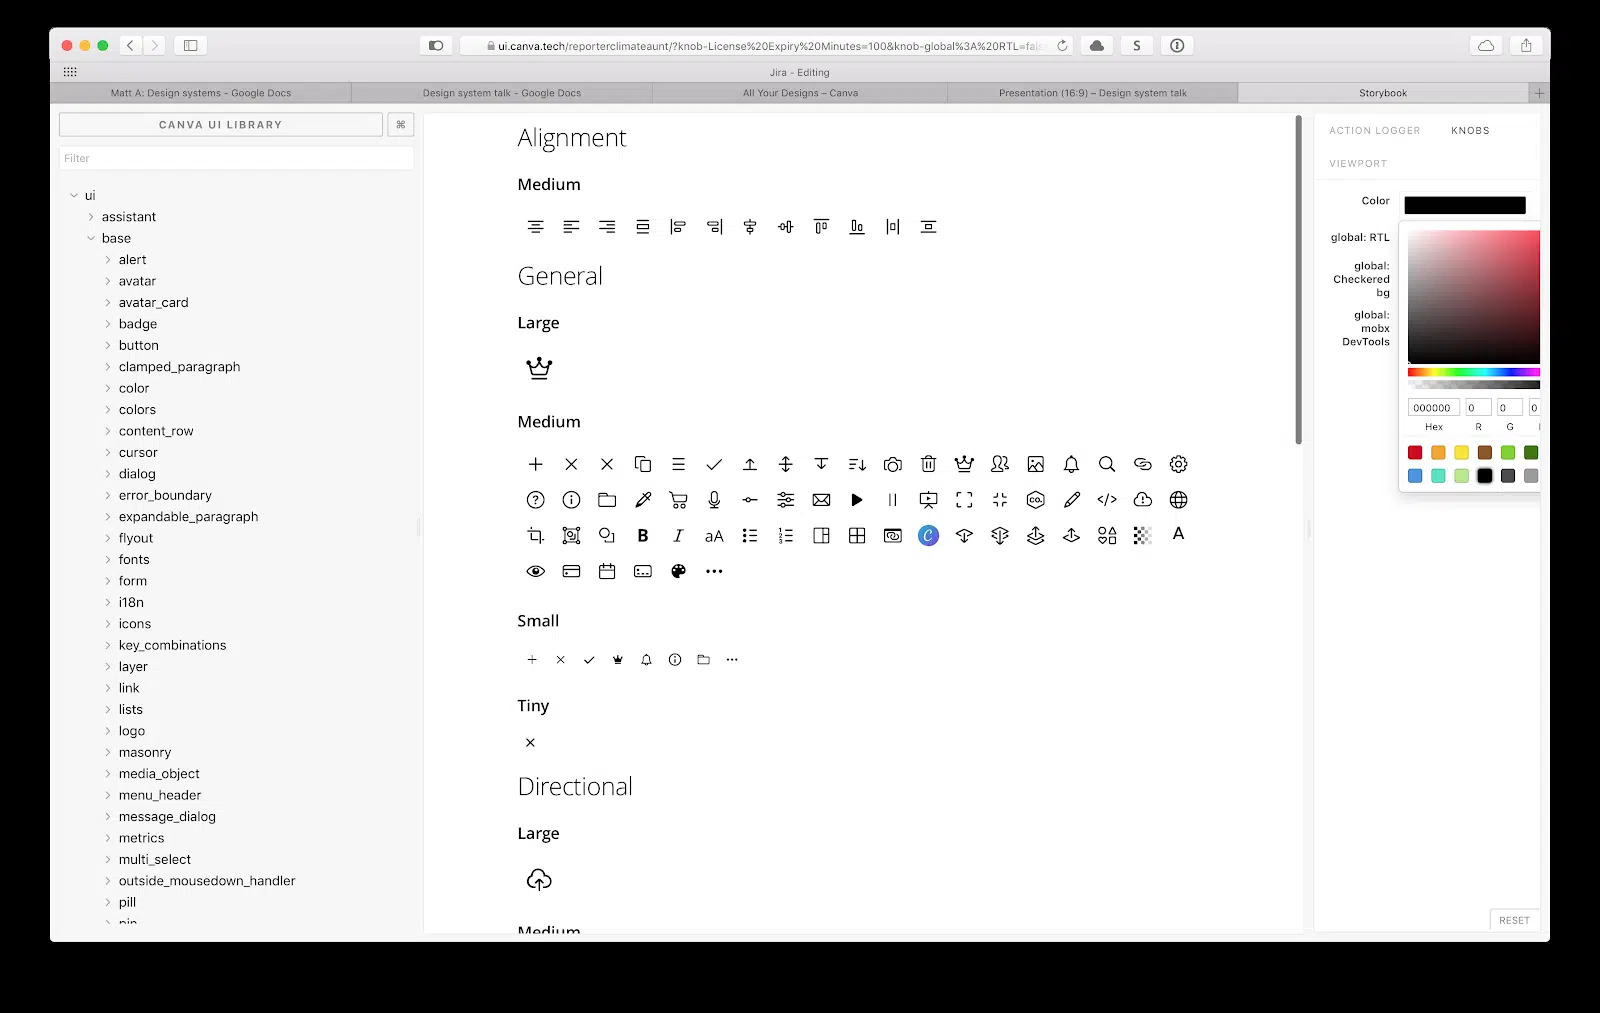 S
ui.canva.tech/reporterclimateaunt/?knob-License%20Expiry%20Minutes=100&knob-global%3A%20RTL=fals
Jira - Editing
Matt A: Design systems - Google Docs
Design system talk - Google Docs
All Your Designs – Canva
Presentation (16:9) – Design system talk
Storybook
CANVA UI LIBRARY
⌘
Filter
ui
assistant
base
alert
avatar
avatar_card
badge
button
clamped_paragraph
color
colors
content_row
cursor
dialog
error_boundary
expandable_paragraph
flyout
fonts
form
i18n
icons
key_combinations
layer
link
lists
logo
masonry
media_object
menu_header
message_dialog
metrics
multi_select
outside_mousedown_handler
pill
pin
Alignment
Medium
General
Large
Medium
CO.
B I aA
C
A
Small
Tiny
Directional
Large
Medium
ACTION LOGGER
KNOBS
VIEWPORT
Color
global: RTL
global:
Checkered
bg
global:
mobx
DevTools
000000 0 0 0
Hex R G
RESET